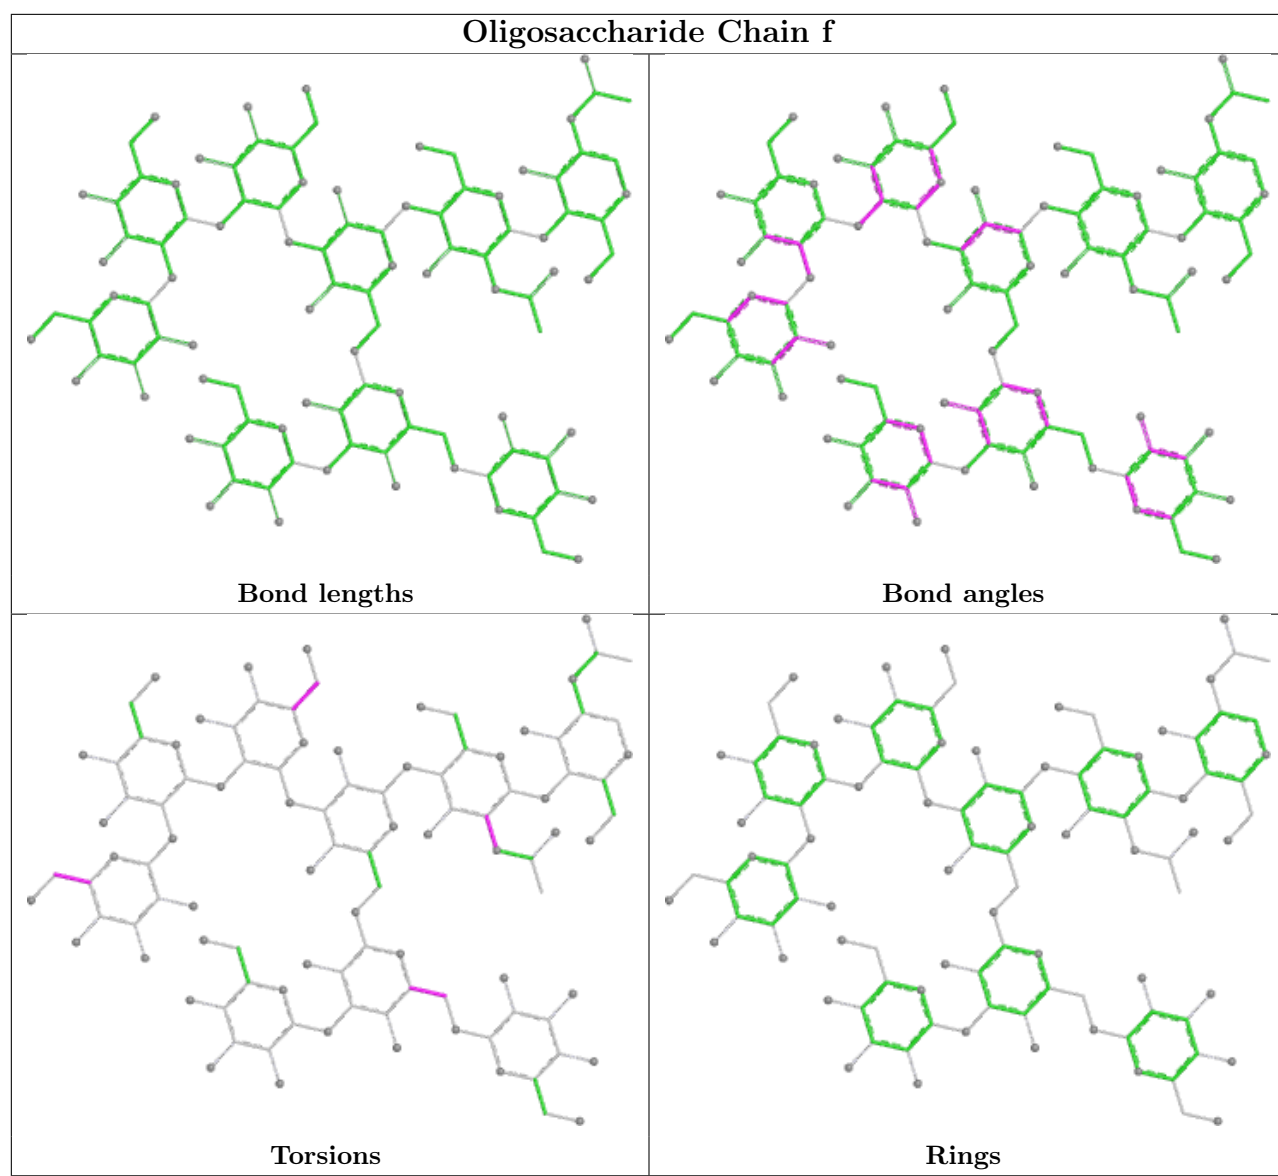 Oligosaccharide Chain f
Bond lengths
Bond angles
Torsions
Rings